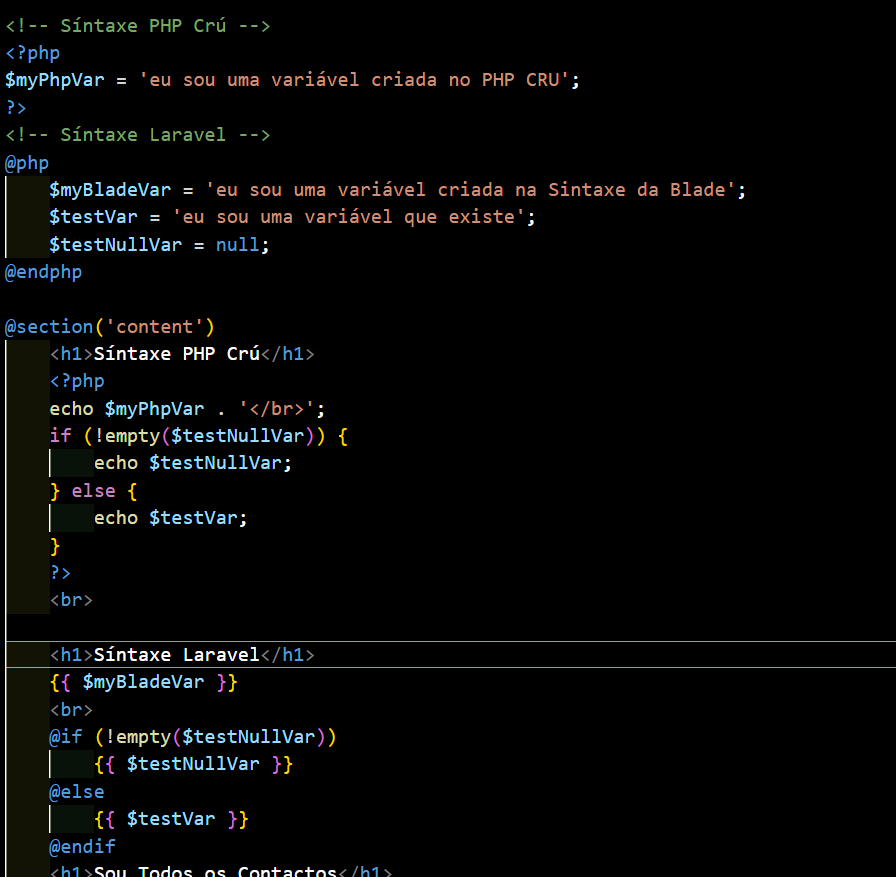 <!-- Síntaxe PHP Crú -->
<?php
$myPhpVar = 'eu sou uma variável criada no PHP CRU';
?>
<!-- Síntaxe Laravel -->
@php
$myBladeVar = 'eu sou uma variável criada na Sintaxe da Blade';
$testVar = 'eu sou uma variável que existe';
$testNullVar = null;
@endphp
@section('content')
<h1>Síntaxe PHP Crú</h1>
<?php
echo $myPhpVar . '</br>';
if (!empty($testNullVar)) {
echo $testNullVar;
} else {
echo $testVar;
}
?>
<br>
<h1>Síntaxe Laravel</h1>
{{ $myBladeVar }}
<br>
@if (!empty($testNullVar))
{{ $testNullVar }}
@else
{{ $testVar }}
@endif
<h1>Sou Todos os Contactos</h1>